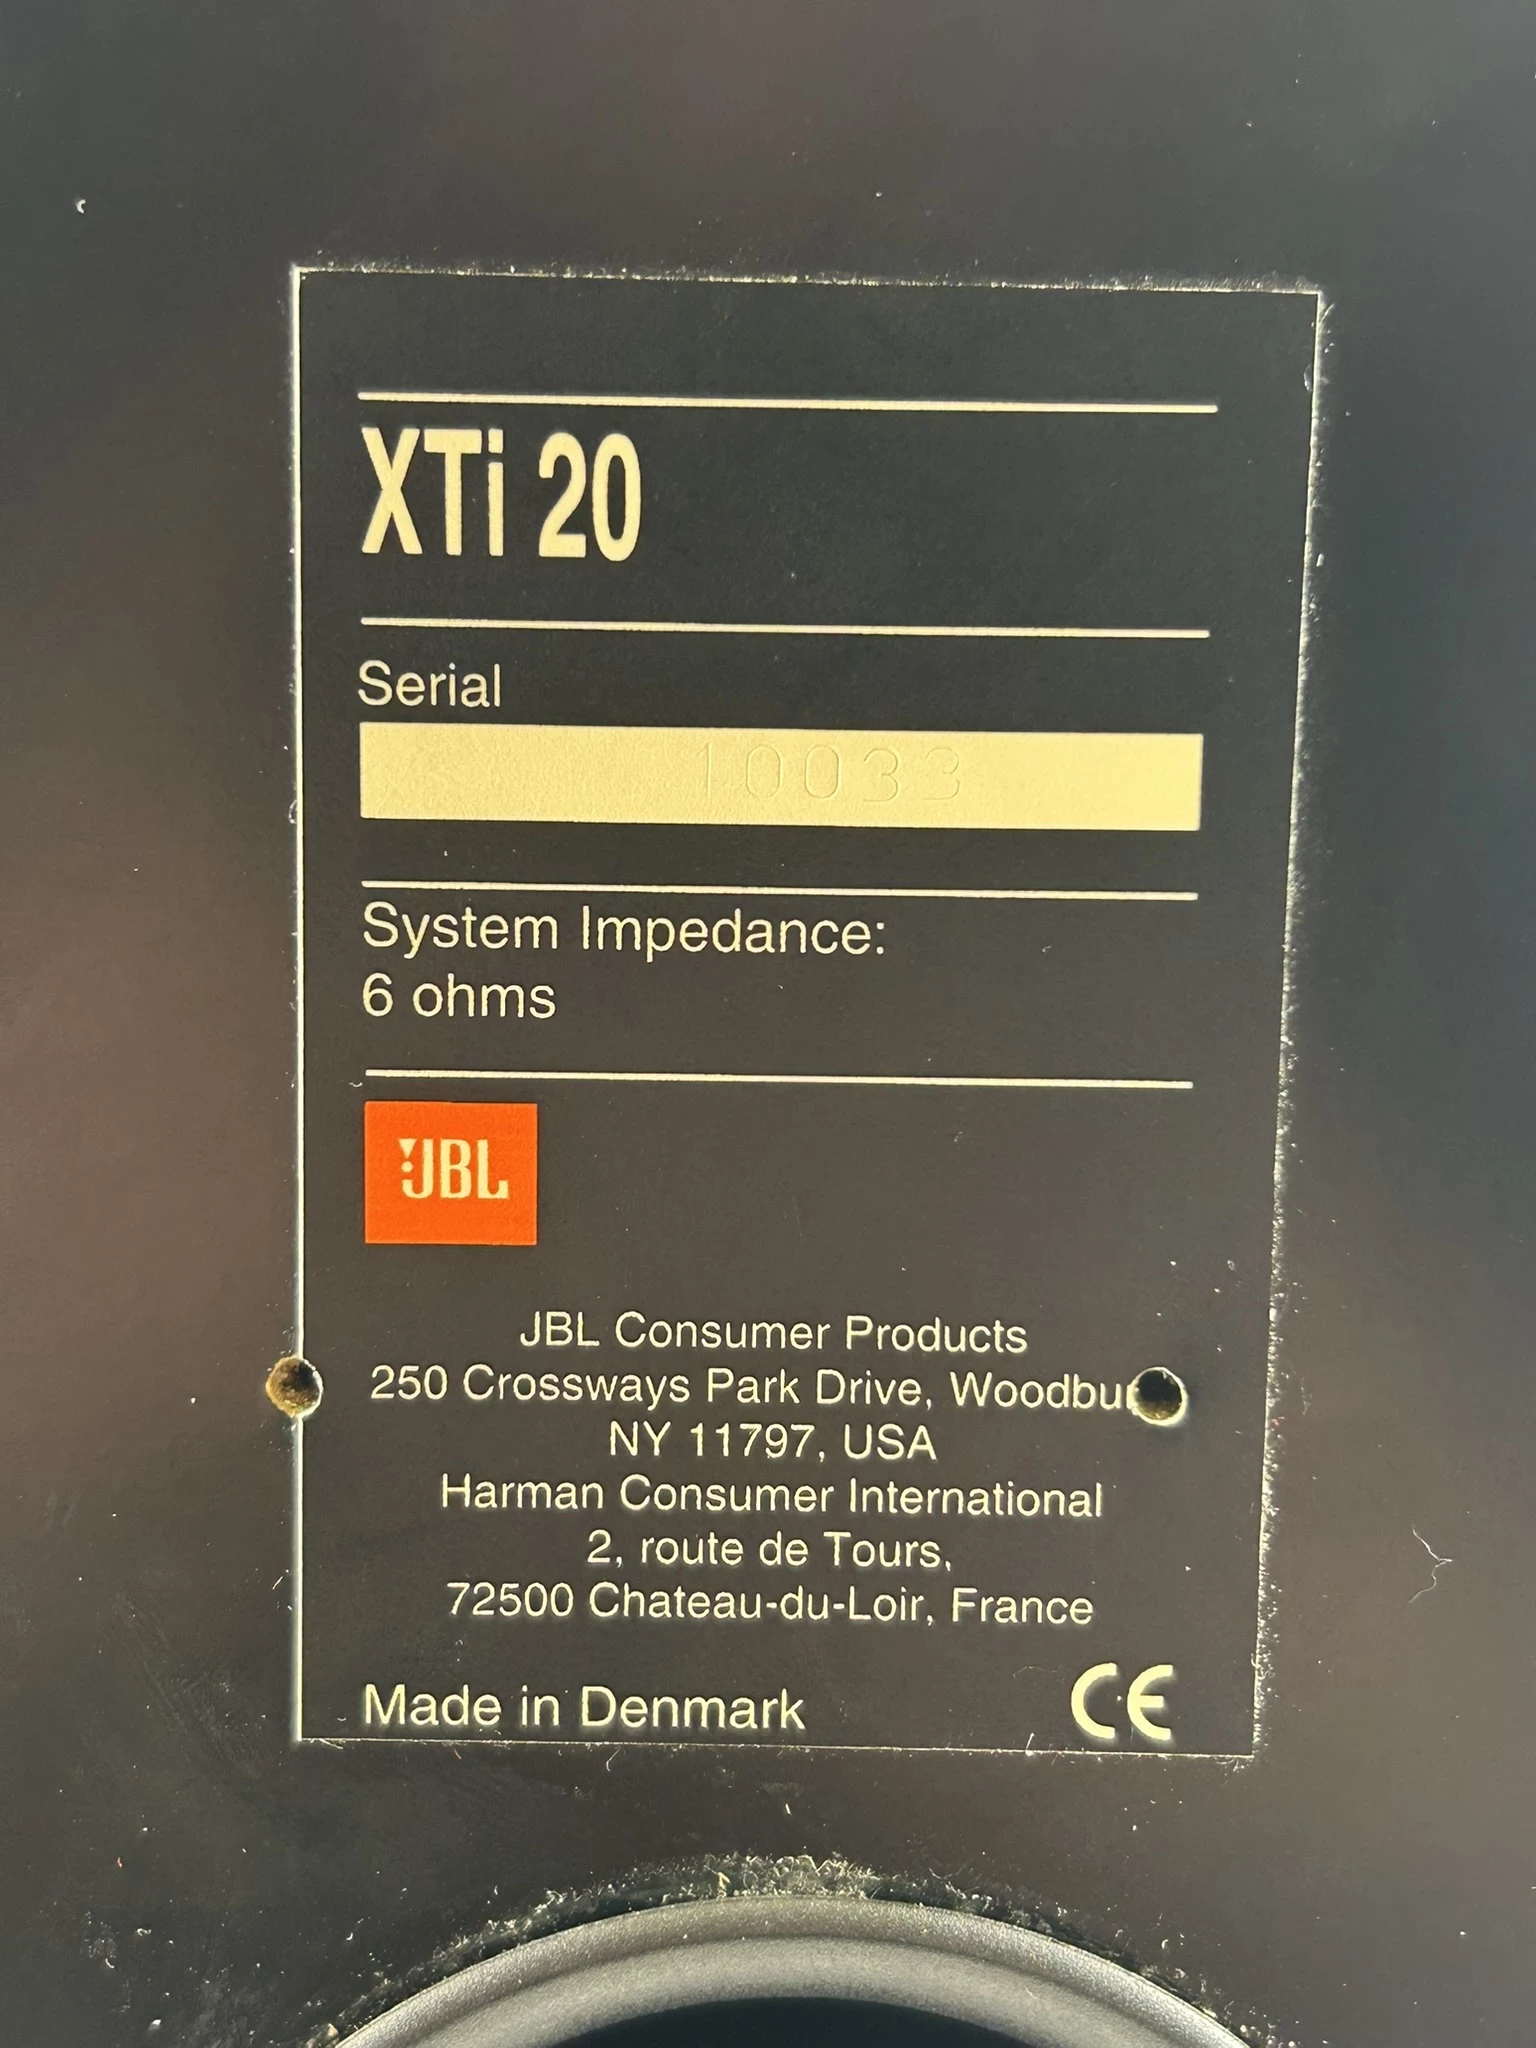 XTi 20
Serial
10033
System Impedance:
6 ohms
JBL
JBL Consumer Products
250 Crossways Park Drive,
NY 11797, USA
Harman Consumer International
2, route de Tours,
72500 Chateau-du-Loir, France
Made in Denmark
CE